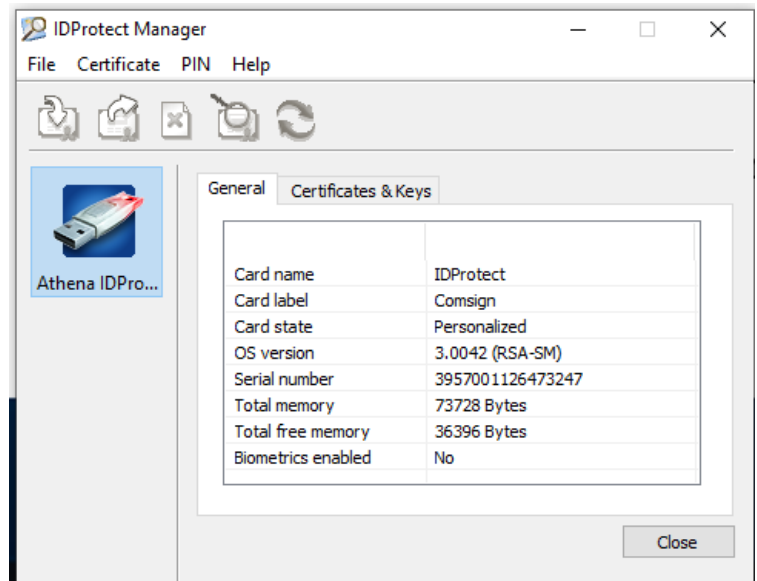 IDProtect Manager
File Certificate PIN Help
Athena IDPro...
General Certificates & Keys
Card name IDProtect
Card label Comsign
Card state Personalized
OS version 3.0042 (RSA-SM)
Serial number 3957001126473247
Total memory 73728 Bytes
Total free memory 36396 Bytes
Biometrics enabled No
Close